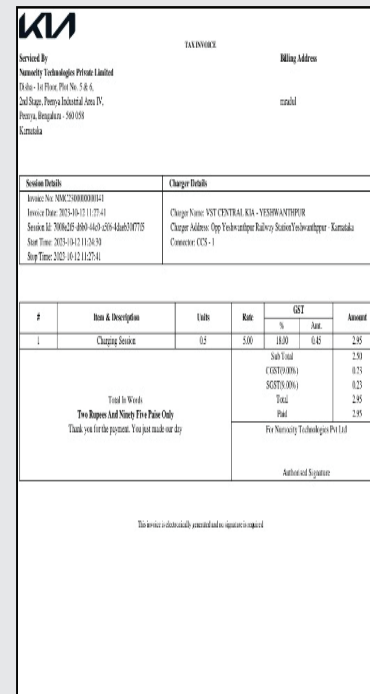 KIA
TAX INVOICE
Serviced By
Billing Address
Numocity Technologies Private Limited
Disha - 1st Floor, Plot No. 5 & 6,
2nd Stage, Peenya Industrial Area IV,
mradul
Peenya, Bengaluru - 560 058
Karnataka
Session Details
Charger Details
Invoice Date: 2023-10-12 11:27:41
Charger Name: VST CENTRAL KIA - YESHWANTHPUR
Charger Address: Opp Yeshwanthpur Railway StationYeshwanthppur - Karnataka
Start Time: 2023-10-12 11:24:30
Connector: CCS - 1
Stop Time: 2023-10-12 11:27:41
# Item & Description Units Rate GST Amount
% Amt.
1 Charging Session 0.5 5.00 18.00 0.45 2.95
Sub Total 2.50
CGST(9.00%) 0.23
SGST(9.00%) 0.23
Total In Words
Total 2.95
Two Rupees And Ninety Five Paise Only
Paid 2.95
Thank you for the payment. You just made our day
For Numocity Technologies Pvt Ltd
Authorised Signature
This invoice is electronically generated and no signature is required